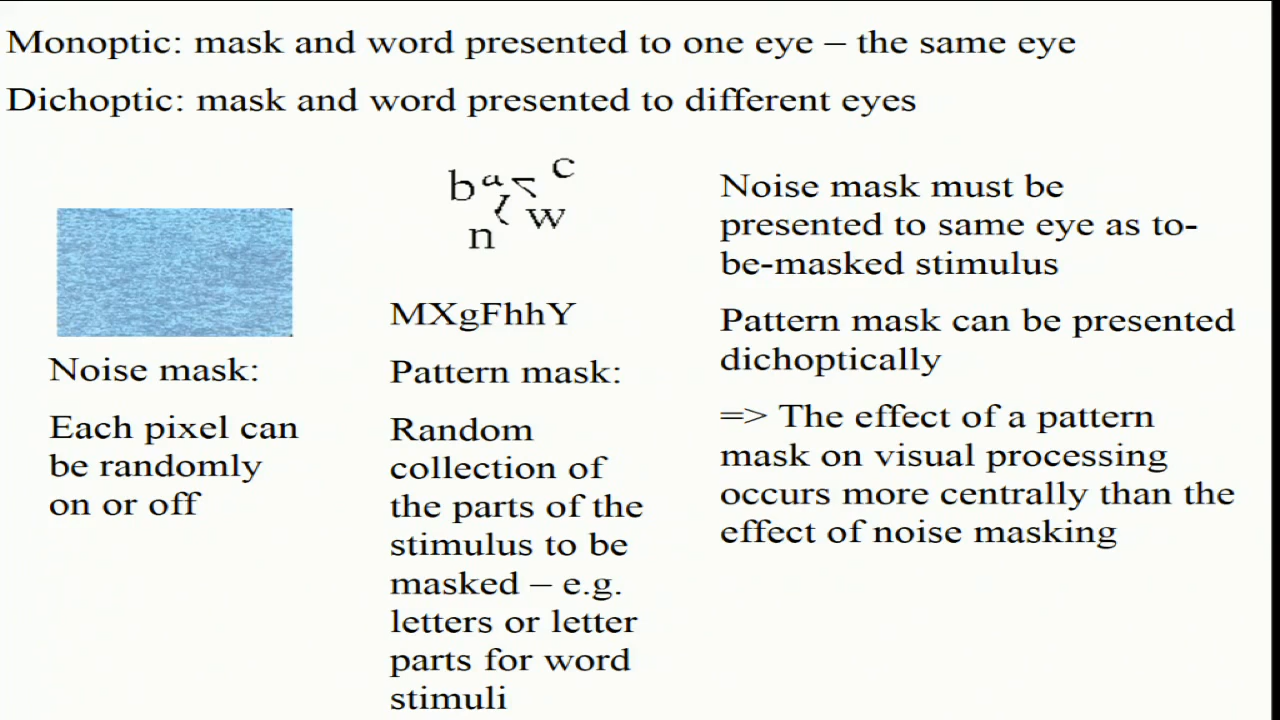 Monoptic: mask and word presented to one eye – the same eye
Dichoptic: mask and word presented to different eyes
b a c
w
n
MXgFhhY
Noise mask:
Each pixel can
be randomly
on or off
Pattern mask:
Random
collection of
the parts of the
stimulus to be
masked – e.g.
letters or letter
parts for word
stimuli
Noise mask must be
presented to same eye as to-
be-masked stimulus
Pattern mask can be presented
dichoptically
=> The effect of a pattern
mask on visual processing
occurs more centrally than the
effect of noise masking